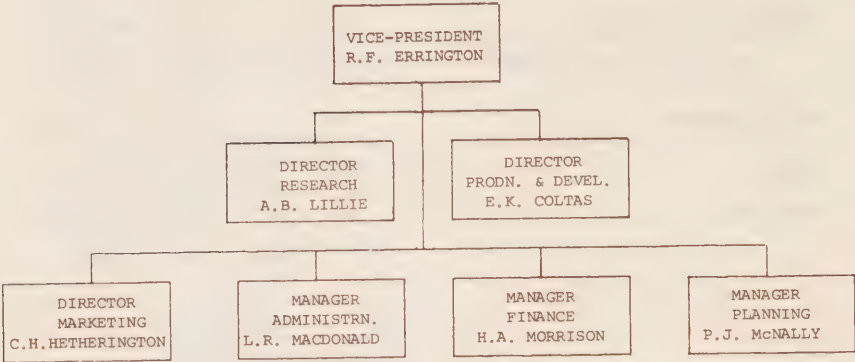 VICE-PRESIDENT
R.F. ERRINGTON
DIRECTOR
RESEARCH
A.B. LILLIE
DIRECTOR
PRODN. & DEVEL.
E.K. COLTAS
DIRECTOR
MARKETING
C.H.HETHERINGTON
MANAGER
ADMINISTRN.
L.R. MACDONALD
MANAGER
FINANCE
H.A. MORRISON
MANAGER
PLANNING
P.J. McNALLY